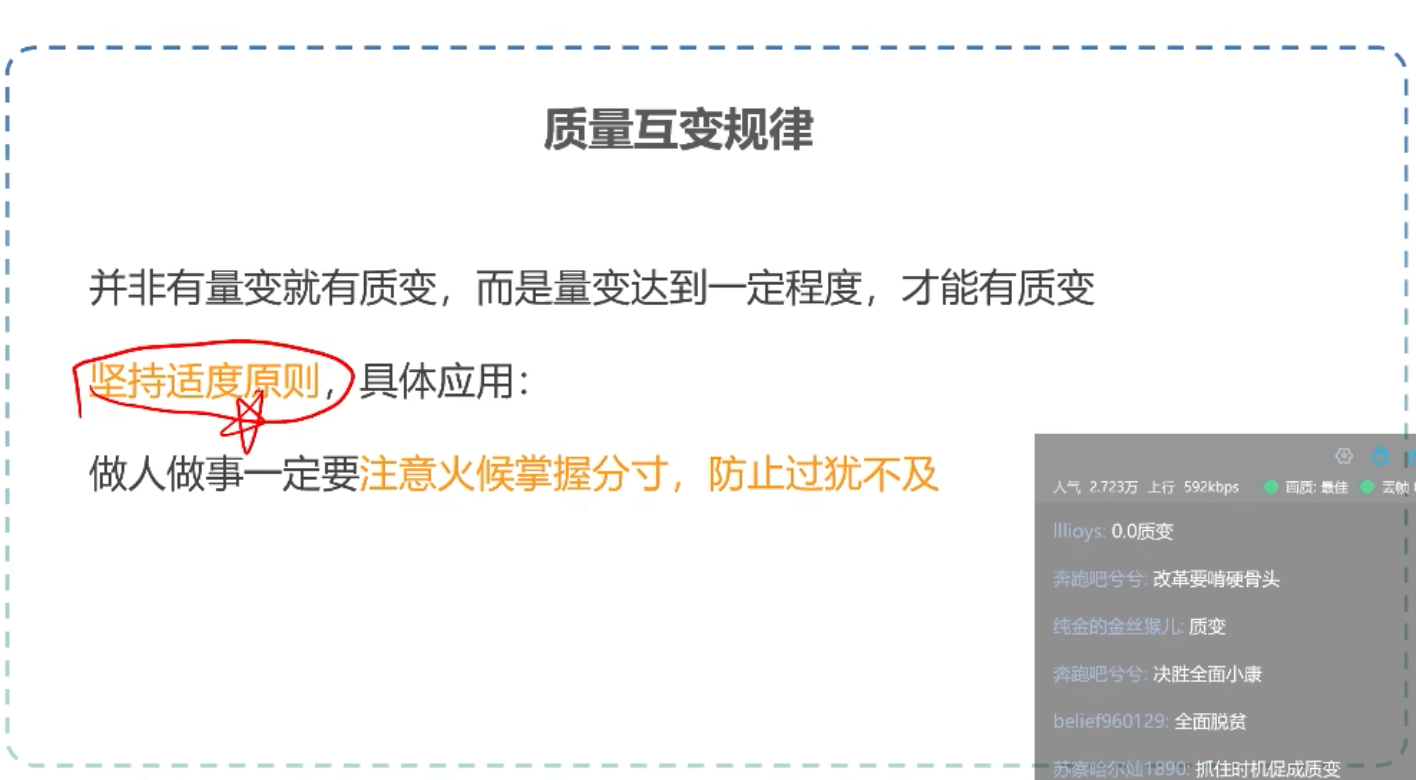 质量互变规律
并非有量变就有质变，而是量变达到一定程度，才能有质变
坚持适度原则，具体应用：
做人做事一定要注意火候掌握分寸，防止过犹不及
人气 2.723万 上行 592kbps 画质: 最佳 丢帧
lllioys: 0.0质变
奔跑吧兮兮: 改革要啃硬骨头
纯金的金丝猴儿: 质变
奔跑吧兮兮: 决胜全面小康
belief960129: 全面脱贫
苏察哈尔灿1890: 抓住时机促成质变